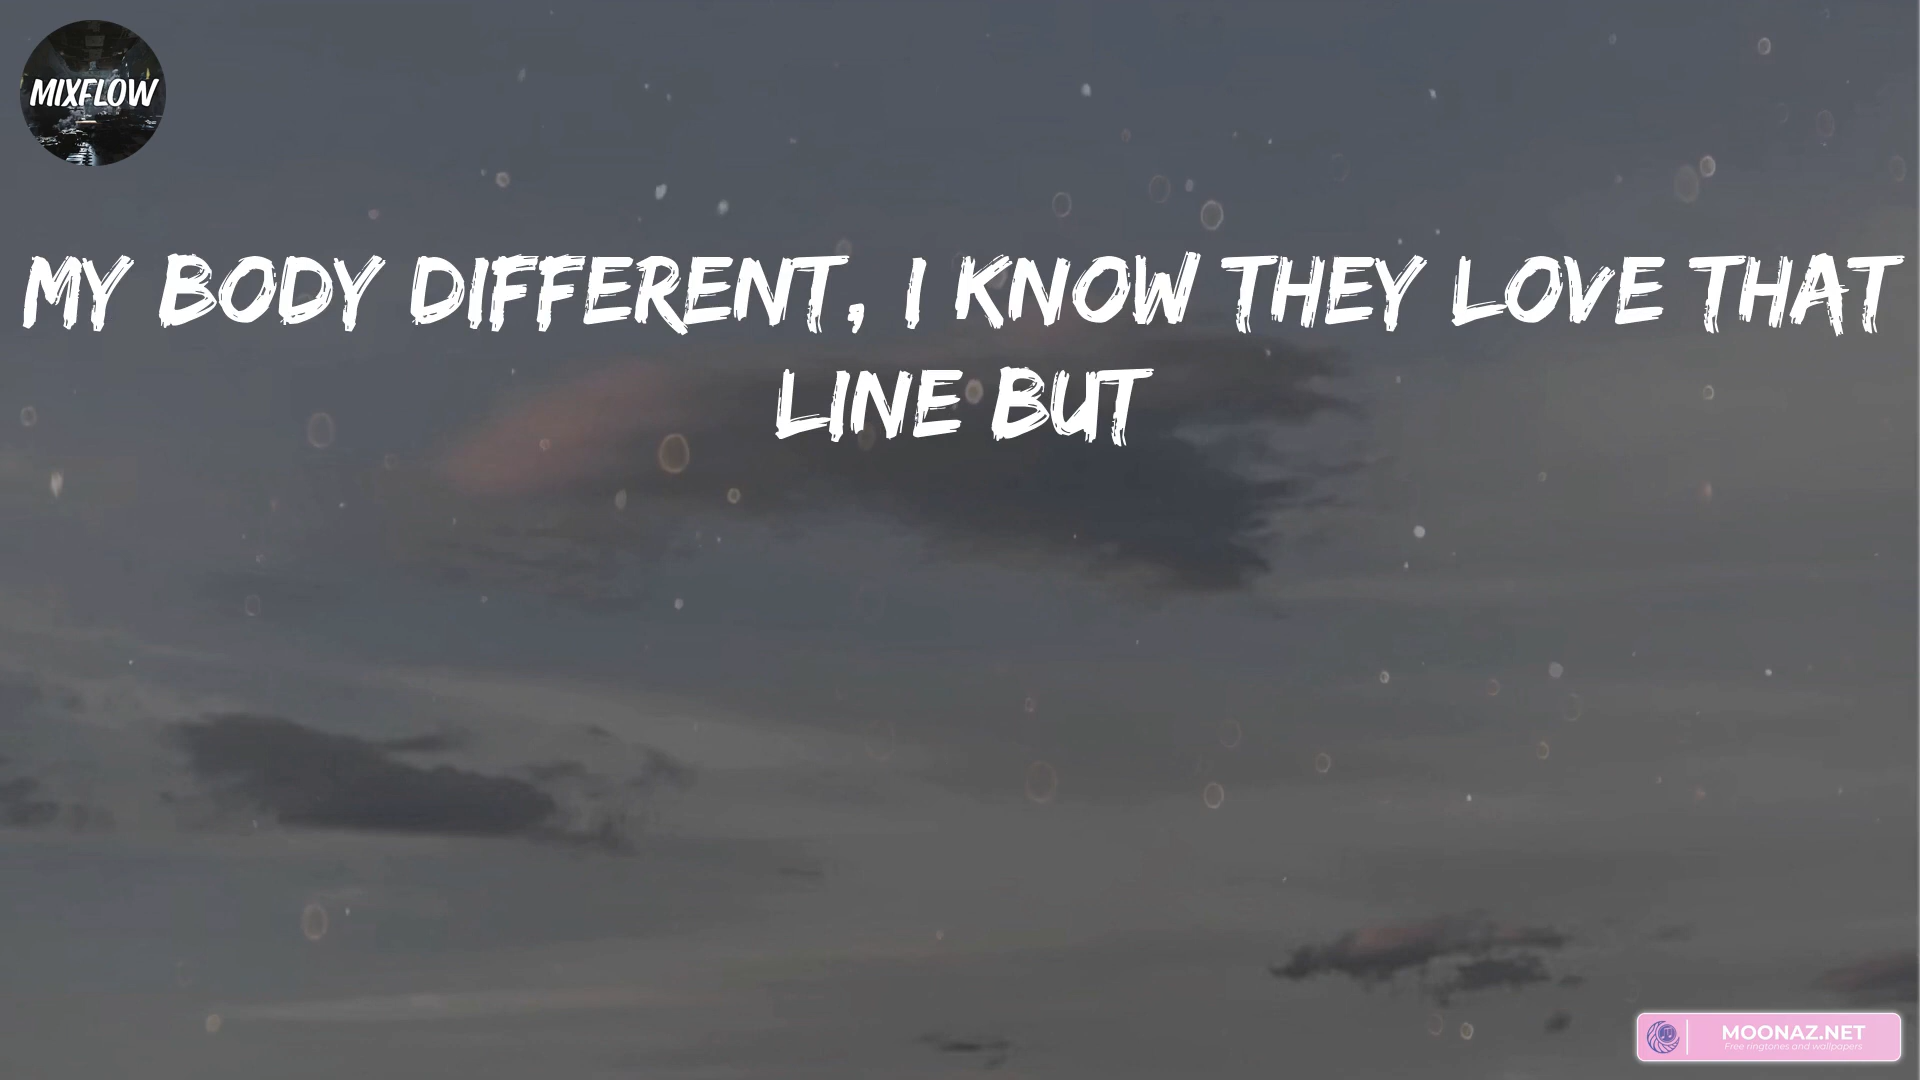 MIXFLOW
MY BODY DIFFERENT, I KNOW THEY LOVE THAT
LINE BUT
MOONAZ.NET
Free ringtones and wallpapers